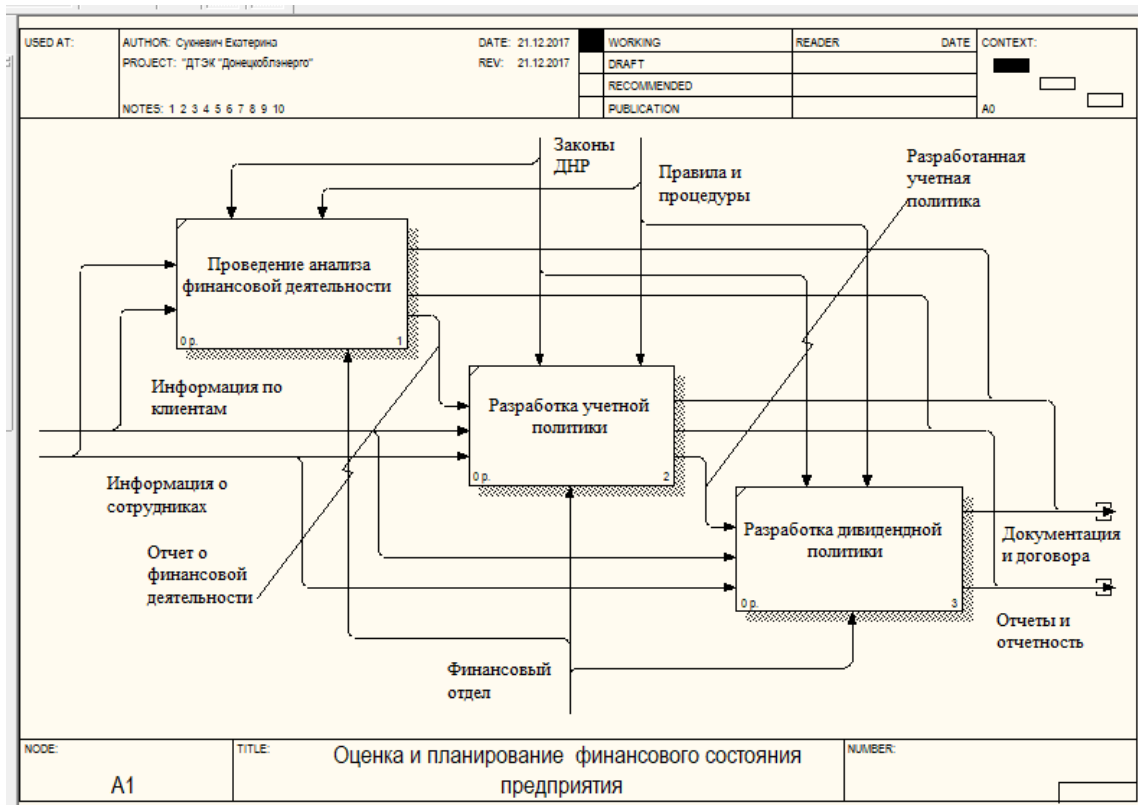 USED AT:
AUTHOR: Сукневич Екатерина
DATE: 21.12.2017
WORKING
READER
DATE
CONTEXT:
PROJECT: "ДТЭК "Донецкоблэнерго"
REV: 21.12.2017
DRAFT
RECOMMENDED
NOTES: 1 2 3 4 5 6 7 8 9 10
PUBLICATION
A0
Законы
ДНР
Правила и
процедуры
Разработанная
учетная
политика
Проведение анализа
финансовой деятельности
0 р.
1
Информация по
клиентам
Разработка учетной
политики
0 р.
2
Информация о
сотрудниках
Отчет о
финансовой
деятельности
Разработка дивидендной
политики
0 р.
3
Документация
и договора
Отчеты и
отчетность
Финансовый
отдел
NODE:
TITLE:
NUMBER:
A1
Оценка и планирование финансового состояния
предприятия